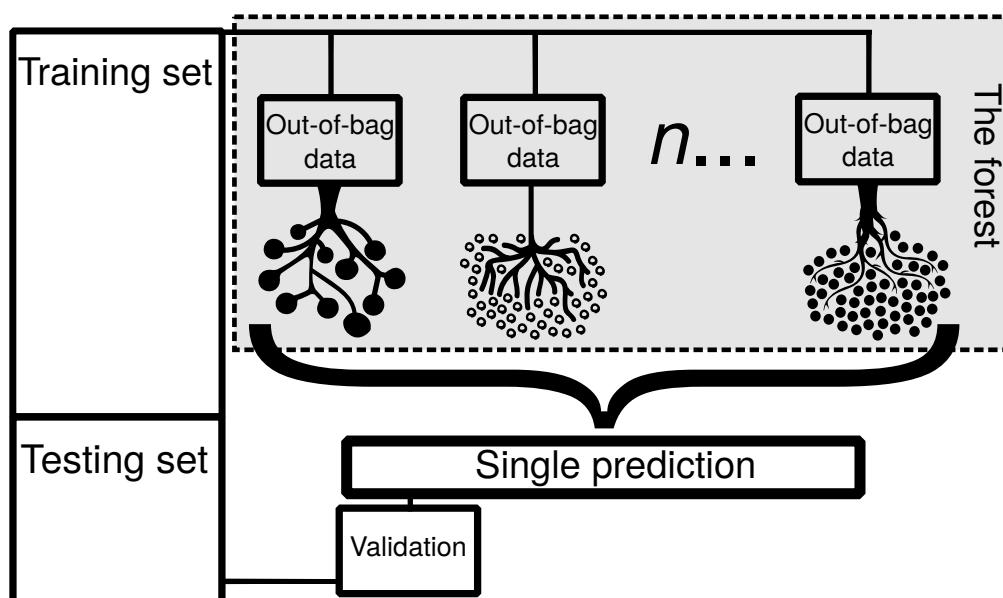 Training set
Out-of-bag
data
Out-of-bag
data
n...
Out-of-bag
data
The forest
Testing set
Single prediction
Validation